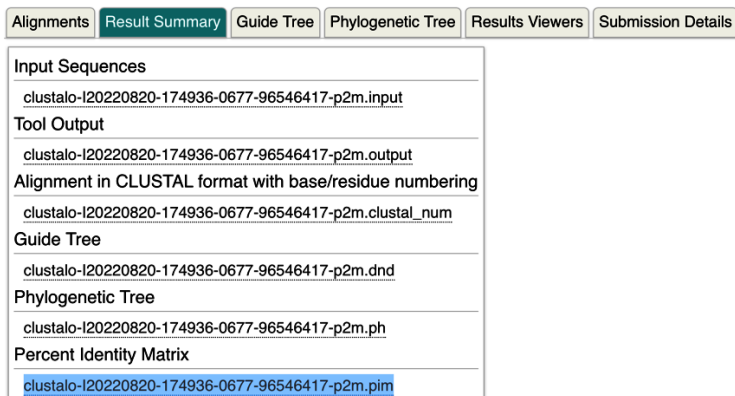 Alignments Result Summary Guide Tree Phylogenetic Tree Results Viewers Submission Details
Input Sequences
clustalo-I20220820-174936-0677-96546417-p2m.input
Tool Output
clustalo-I20220820-174936-0677-96546417-p2m.output
Alignment in CLUSTAL format with base/residue numbering
clustalo-I20220820-174936-0677-96546417-p2m.clustal_num
Guide Tree
clustalo-I20220820-174936-0677-96546417-p2m.dnd
Phylogenetic Tree
clustalo-I20220820-174936-0677-96546417-p2m.ph
Percent Identity Matrix
clustalo-I20220820-174936-0677-96546417-p2m.pim